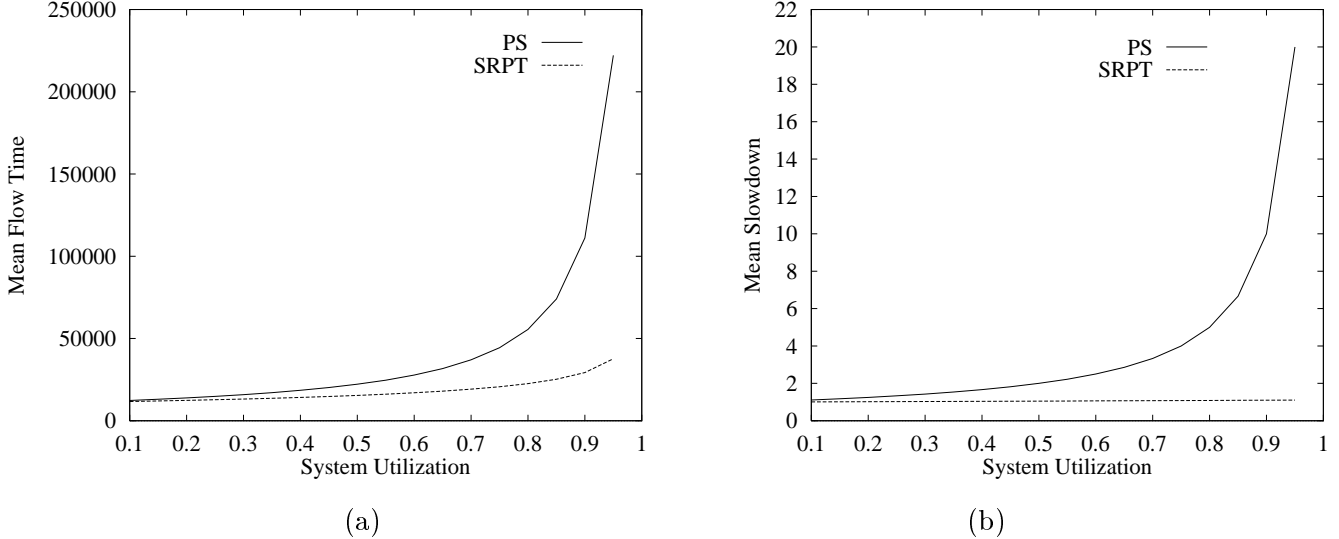 250000
200000
150000
100000
50000
0
Mean Flow Time
PS
SRPT
0.1 0.2 0.3 0.4 0.5 0.6 0.7 0.8 0.9 1
System Utilization
(a)
22
20
18
16
14
12
10
8
6
4
2
0
Mean Slowdown
PS
SRPT
0.1 0.2 0.3 0.4 0.5 0.6 0.7 0.8 0.9 1
System Utilization
(b)